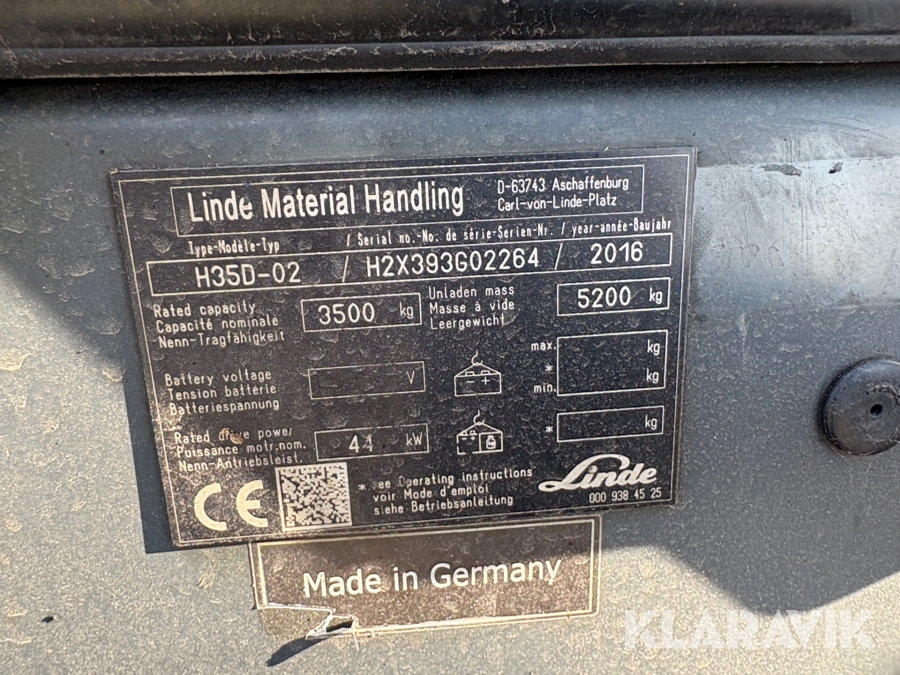 Linde Material Handling
D-63743 Aschaffenburg
Carl-von-Linde-Platz
Type-Modèle-Typ / Serial no.-No. de série-Serien-Nr. / year-année-Baujahr
H35D-02 / H2X393G02264 / 2016
Rated capacity
Capacité nominale
Nenn-Tragfähigkeit
3500 kg
Unladen mass
Masse à vide
Leergewicht
5200 kg
Battery voltage
Tension batterie
Batteriespannung
V
max. kg
*
min. kg
Rated drive power
Puissance motr.nom.
Nenn-Antriebsleist.
44 kW
* kg
CE
* see Operating instructions
voir Mode d'emploi
siehe Betriebsanleitung
Linde
000 938 45 25
Made in Germany
KLARAVIK